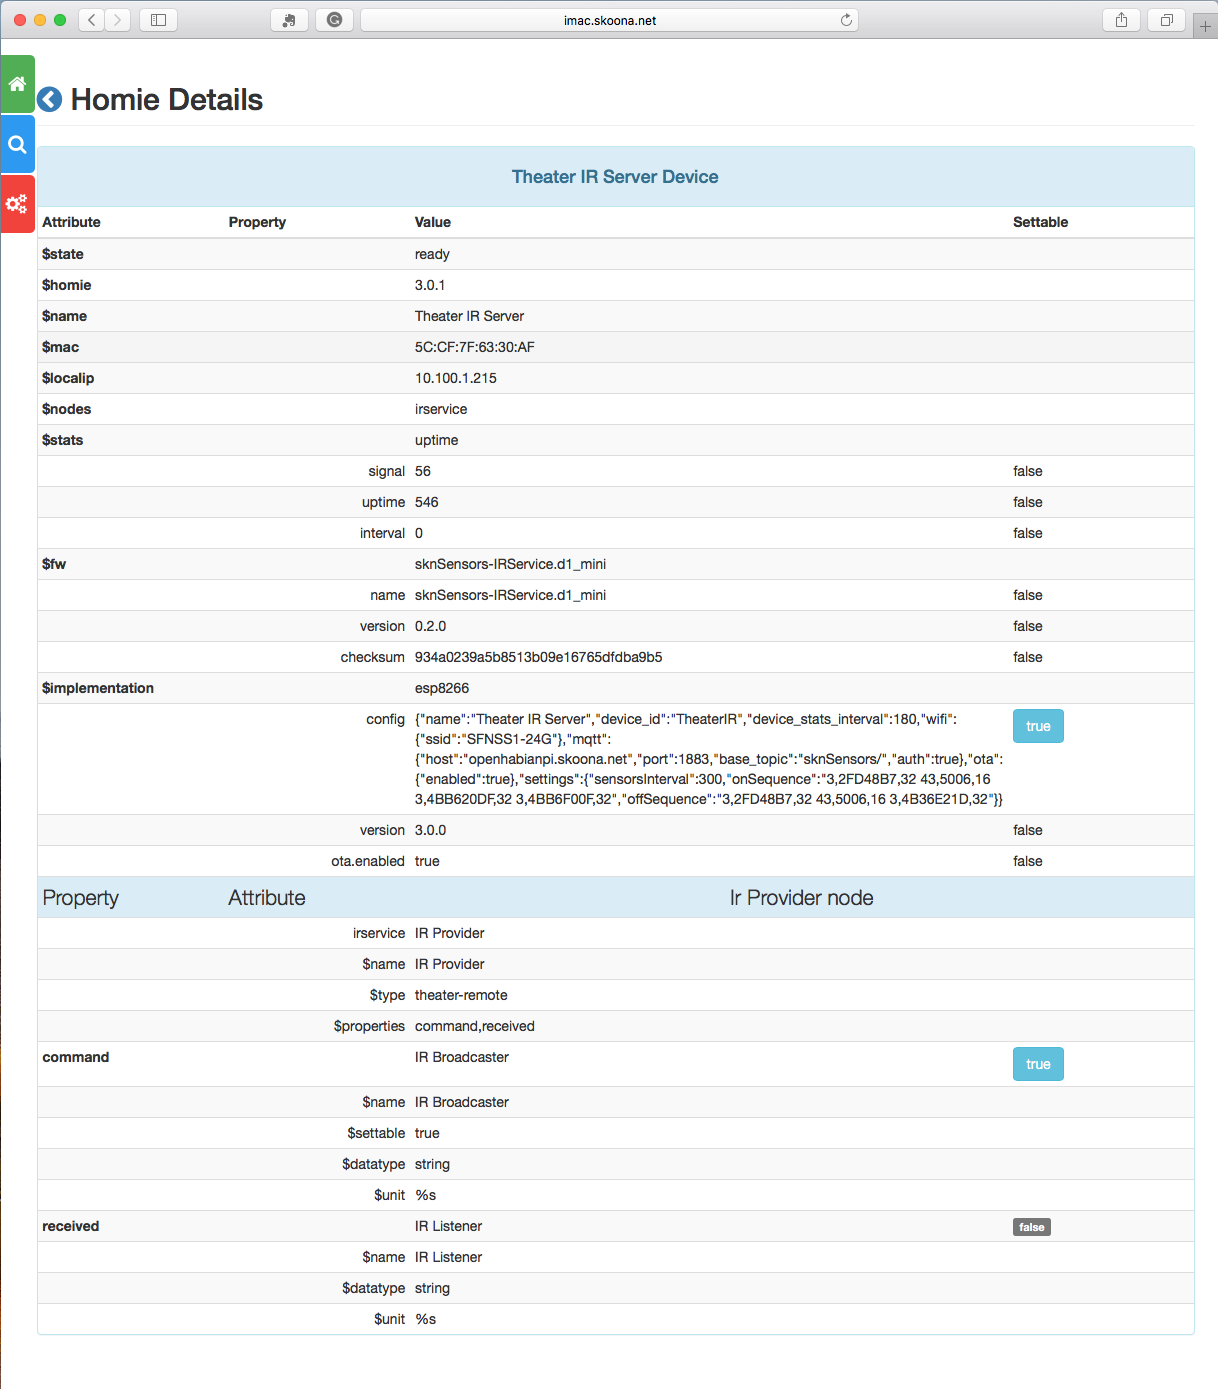 imac.skoona.net
Homie Details
Theater IR Server Device
Attribute Property Value Settable
$state ready
$homie 3.0.1
$name Theater IR Server
$mac 5C:CF:7F:63:30:AF
$localip 10.100.1.215
$nodes irservice
$stats uptime
signal 56 false
uptime 546 false
interval 0 false
$fw sknSensors-IRService.d1_mini
name sknSensors-IRService.d1_mini false
version 0.2.0 false
checksum 934a0239a5b8513b09e16765dfdba9b5 false
$implementation esp8266
config {"name":"Theater IR Server","device_id":"TheaterIR","device_stats_interval":180,"wifi": true
{"ssid":"SFNSS1-24G"},"mqtt":
{"host":"openhabianpi.skoona.net","port":1883,"base_topic":"sknSensors/","auth":true},"ota":
{"enabled":true},"settings":{"sensorsInterval":300,"onSequence":"3,2FD48B7,32 43,5006,16
3,4BB620DF,32 3,4BB6F00F,32","offSequence":"3,2FD48B7,32 43,5006,16 3,4B36E21D,32"}}
version 3.0.0 false
ota.enabled true false
Property Attribute Ir Provider node
irservice IR Provider
$name IR Provider
$type theater-remote
$properties command,received
command IR Broadcaster true
$name IR Broadcaster
$settable true
$datatype string
$unit %s
received IR Listener false
$name IR Listener
$datatype string
$unit %s